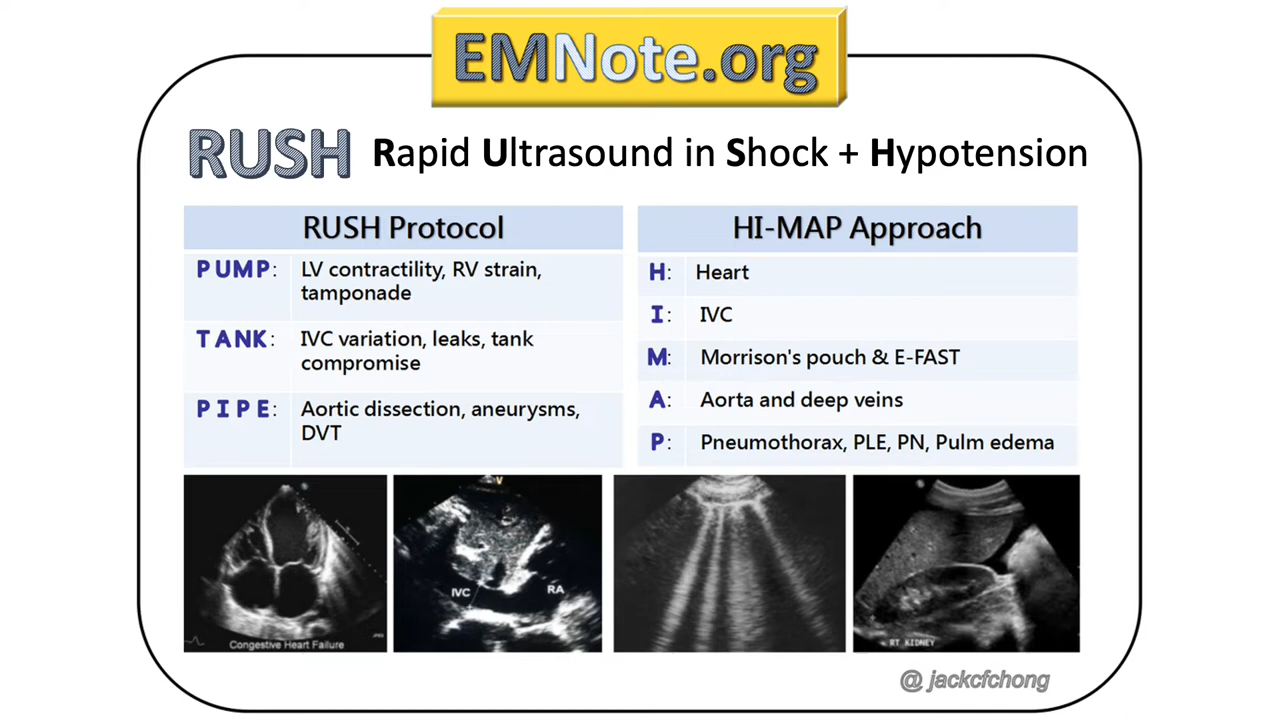 EMNote.org
RUSH Rapid Ultrasound in Shock + Hypotension
RUSH Protocol
PUMP: LV contractility, RV strain,
tamponade
TANK: IVC variation, leaks, tank
compromise
PIPE: Aortic dissection, aneurysms,
DVT
HI-MAP Approach
H: Heart
I: IVC
M: Morrison's pouch & E-FAST
A: Aorta and deep veins
P: Pneumothorax, PLE, PN, Pulm edema
Congestive Heart Failure
V
IVC
RA
RT KIDNEY
@ jackcfchong